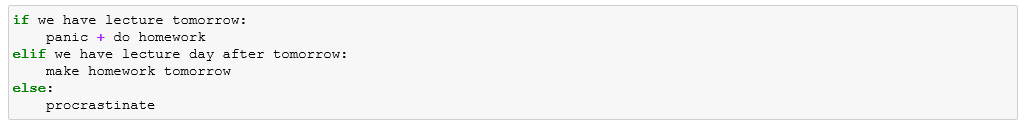 if we have lecture tomorrow:
    panic + do homework
elif we have lecture day after tomorrow:
    make homework tomorrow
else:
    procrastinate